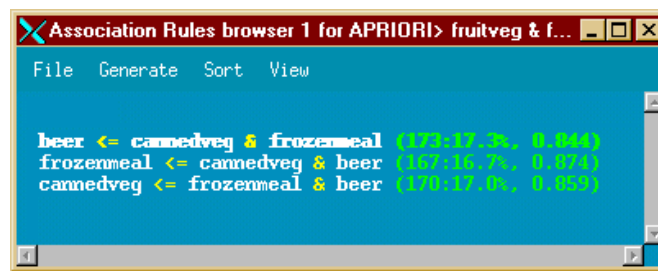 Association Rules browser 1 for APRIORI> fruitveg & f...
File Generate Sort View
beer <= cannedveg & frozenmeal (173:17.3%, 0.844)
frozenmeal <= cannedveg & beer (167:16.7%, 0.874)
cannedveg <= frozenmeal & beer (170:17.0%, 0.859)